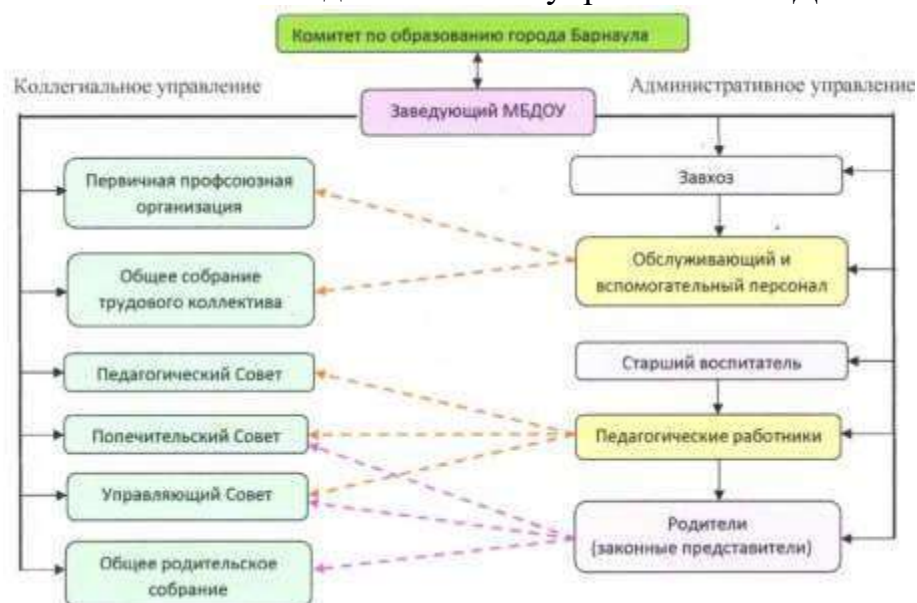 Комитет по образованию города Барнаула
Коллегиальное управление
Административное управление
Заведующий МБДОУ
Первичная профсоюзная
организация
Завхоз
Общее собрание
трудового коллектива
Обслуживающий и
вспомогательный персонал
Педагогический Совет
Старший воспитатель
Попечительский Совет
Педагогические работники
Управляющий Совет
Родители
(законные представители)
Общее родительское
собрание